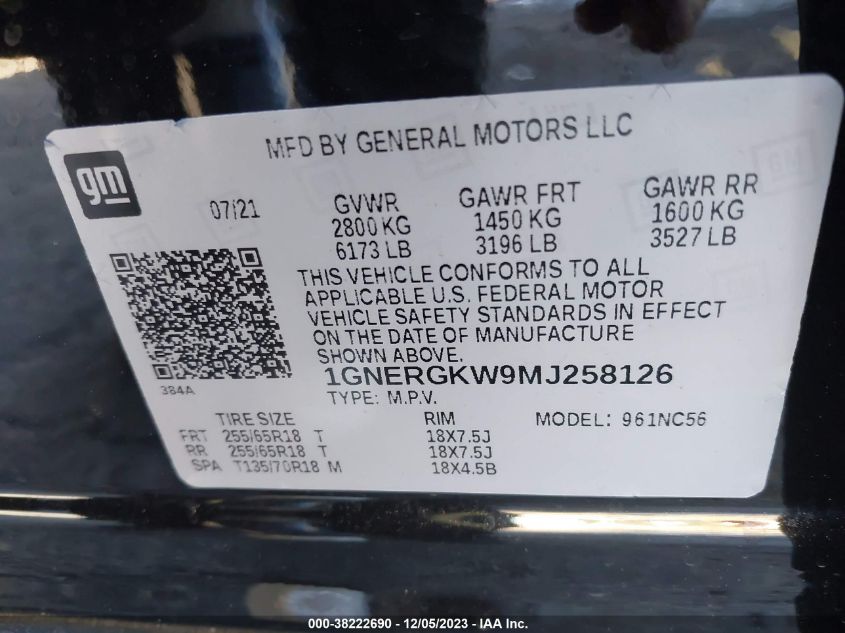 MFD BY GENERAL MOTORS LLC
gm
07/21
GVWR GAWR FRT GAWR RR
2800 KG 1450 KG 1600 KG
6173 LB 3196 LB 3527 LB
THIS VEHICLE CONFORMS TO ALL
APPLICABLE U.S. FEDERAL MOTOR
VEHICLE SAFETY STANDARDS IN EFFECT
ON THE DATE OF MANUFACTURE
SHOWN ABOVE.
384A
1GNERGKW9MJ258126
TYPE: M.P.V.
TIRE SIZE RIM MODEL: 961NC56
FRT 255/65R18 T 18X7.5J
RR 255/65R18 T 18X7.5J
SPA T135/70R18 M 18X4.5B
000-38222690 - 12/05/2023 - IAA Inc.